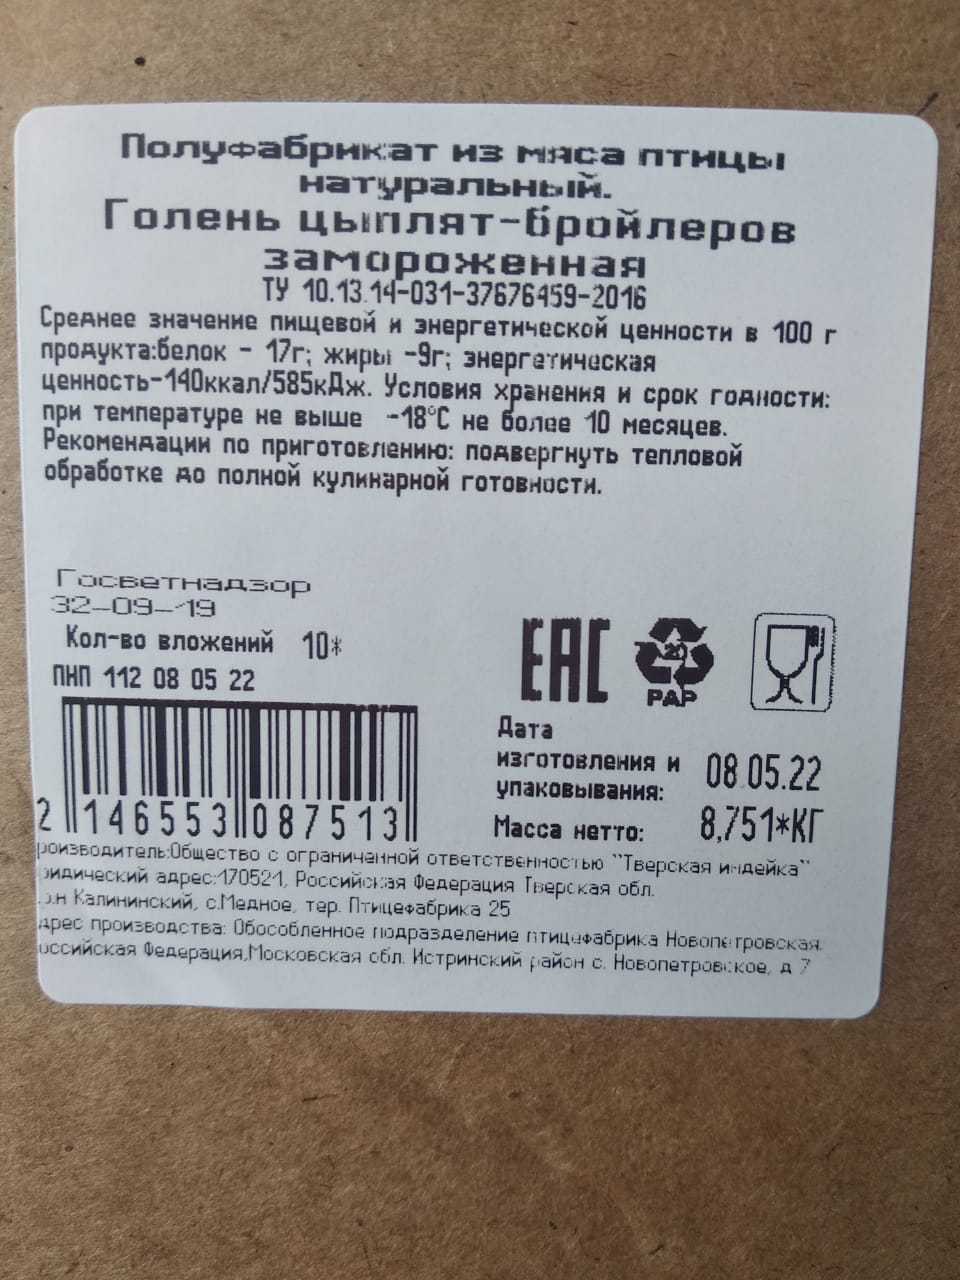 Полуфабрикат из мяса птицы
натуральный.
Голень цыплят-бройлеров
замороженная
ТУ 10.13.14-031-37676459-2016
Среднее значение пищевой и энергетической ценности в 100 г
продукта:белок - 17г; жиры -9г; энергетическая
ценность-140ккал/585кДж. Условия хранения и срок годности:
при температуре не выше -18°С не более 10 месяцев.
Рекомендации по приготовлению: подвергнуть тепловой
обработке до полной кулинарной готовности.
Госветнадзор
32-09-19
Кол-во вложений 10*
ПНП 112 08 05 22
EAC
20
PAP
Дата
изготовления и
упаковывания: 08.05.22
Масса нетто: 8,751*КГ
2 146553 087513
роизводитель:Общество с ограниченной ответственностью "Тверская индейка"
ридический адрес:170521, Российская Федерация Тверская обл.
р.н Калининский, с.Медное, тер. Птицефабрика 25
дрес производства: Обособленное подразделение птицефабрика Новопетровская.
оссийская Федерация,Московская обл. Истринский район с. Новопетровское, д 7